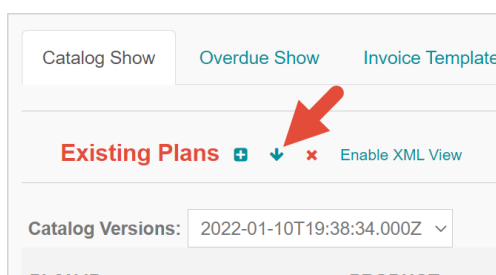 Catalog Show Overdue Show Invoice Template
Existing Plans Enable XML View
Catalog Versions: 2022-01-10T19:38:34.000Z